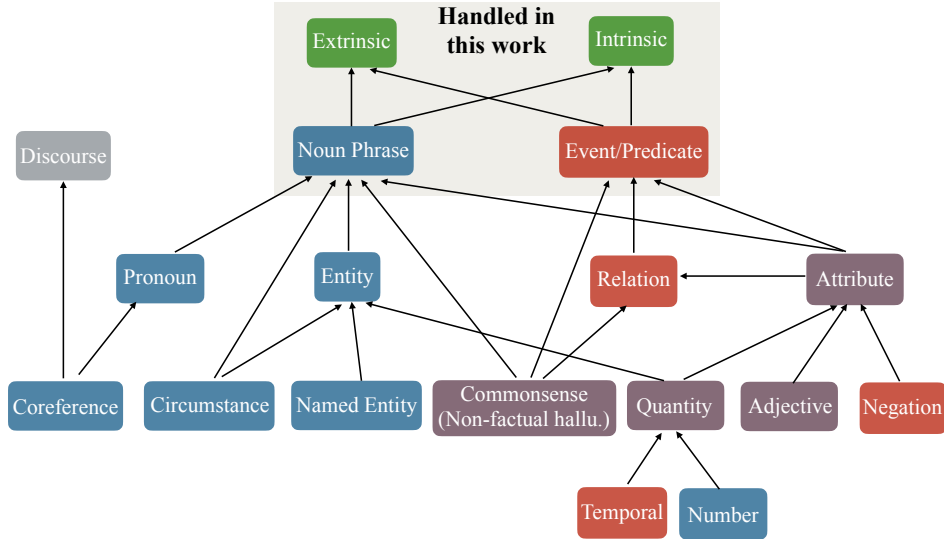 Handled in
this work
Extrinsic
Intrinsic
Noun Phrase
Event/Predicate
Discourse
Pronoun
Entity
Relation
Attribute
Coreference
Circumstance
Named Entity
Commonsense
(Non-factual hallu.)
Quantity
Adjective
Negation
Temporal
Number